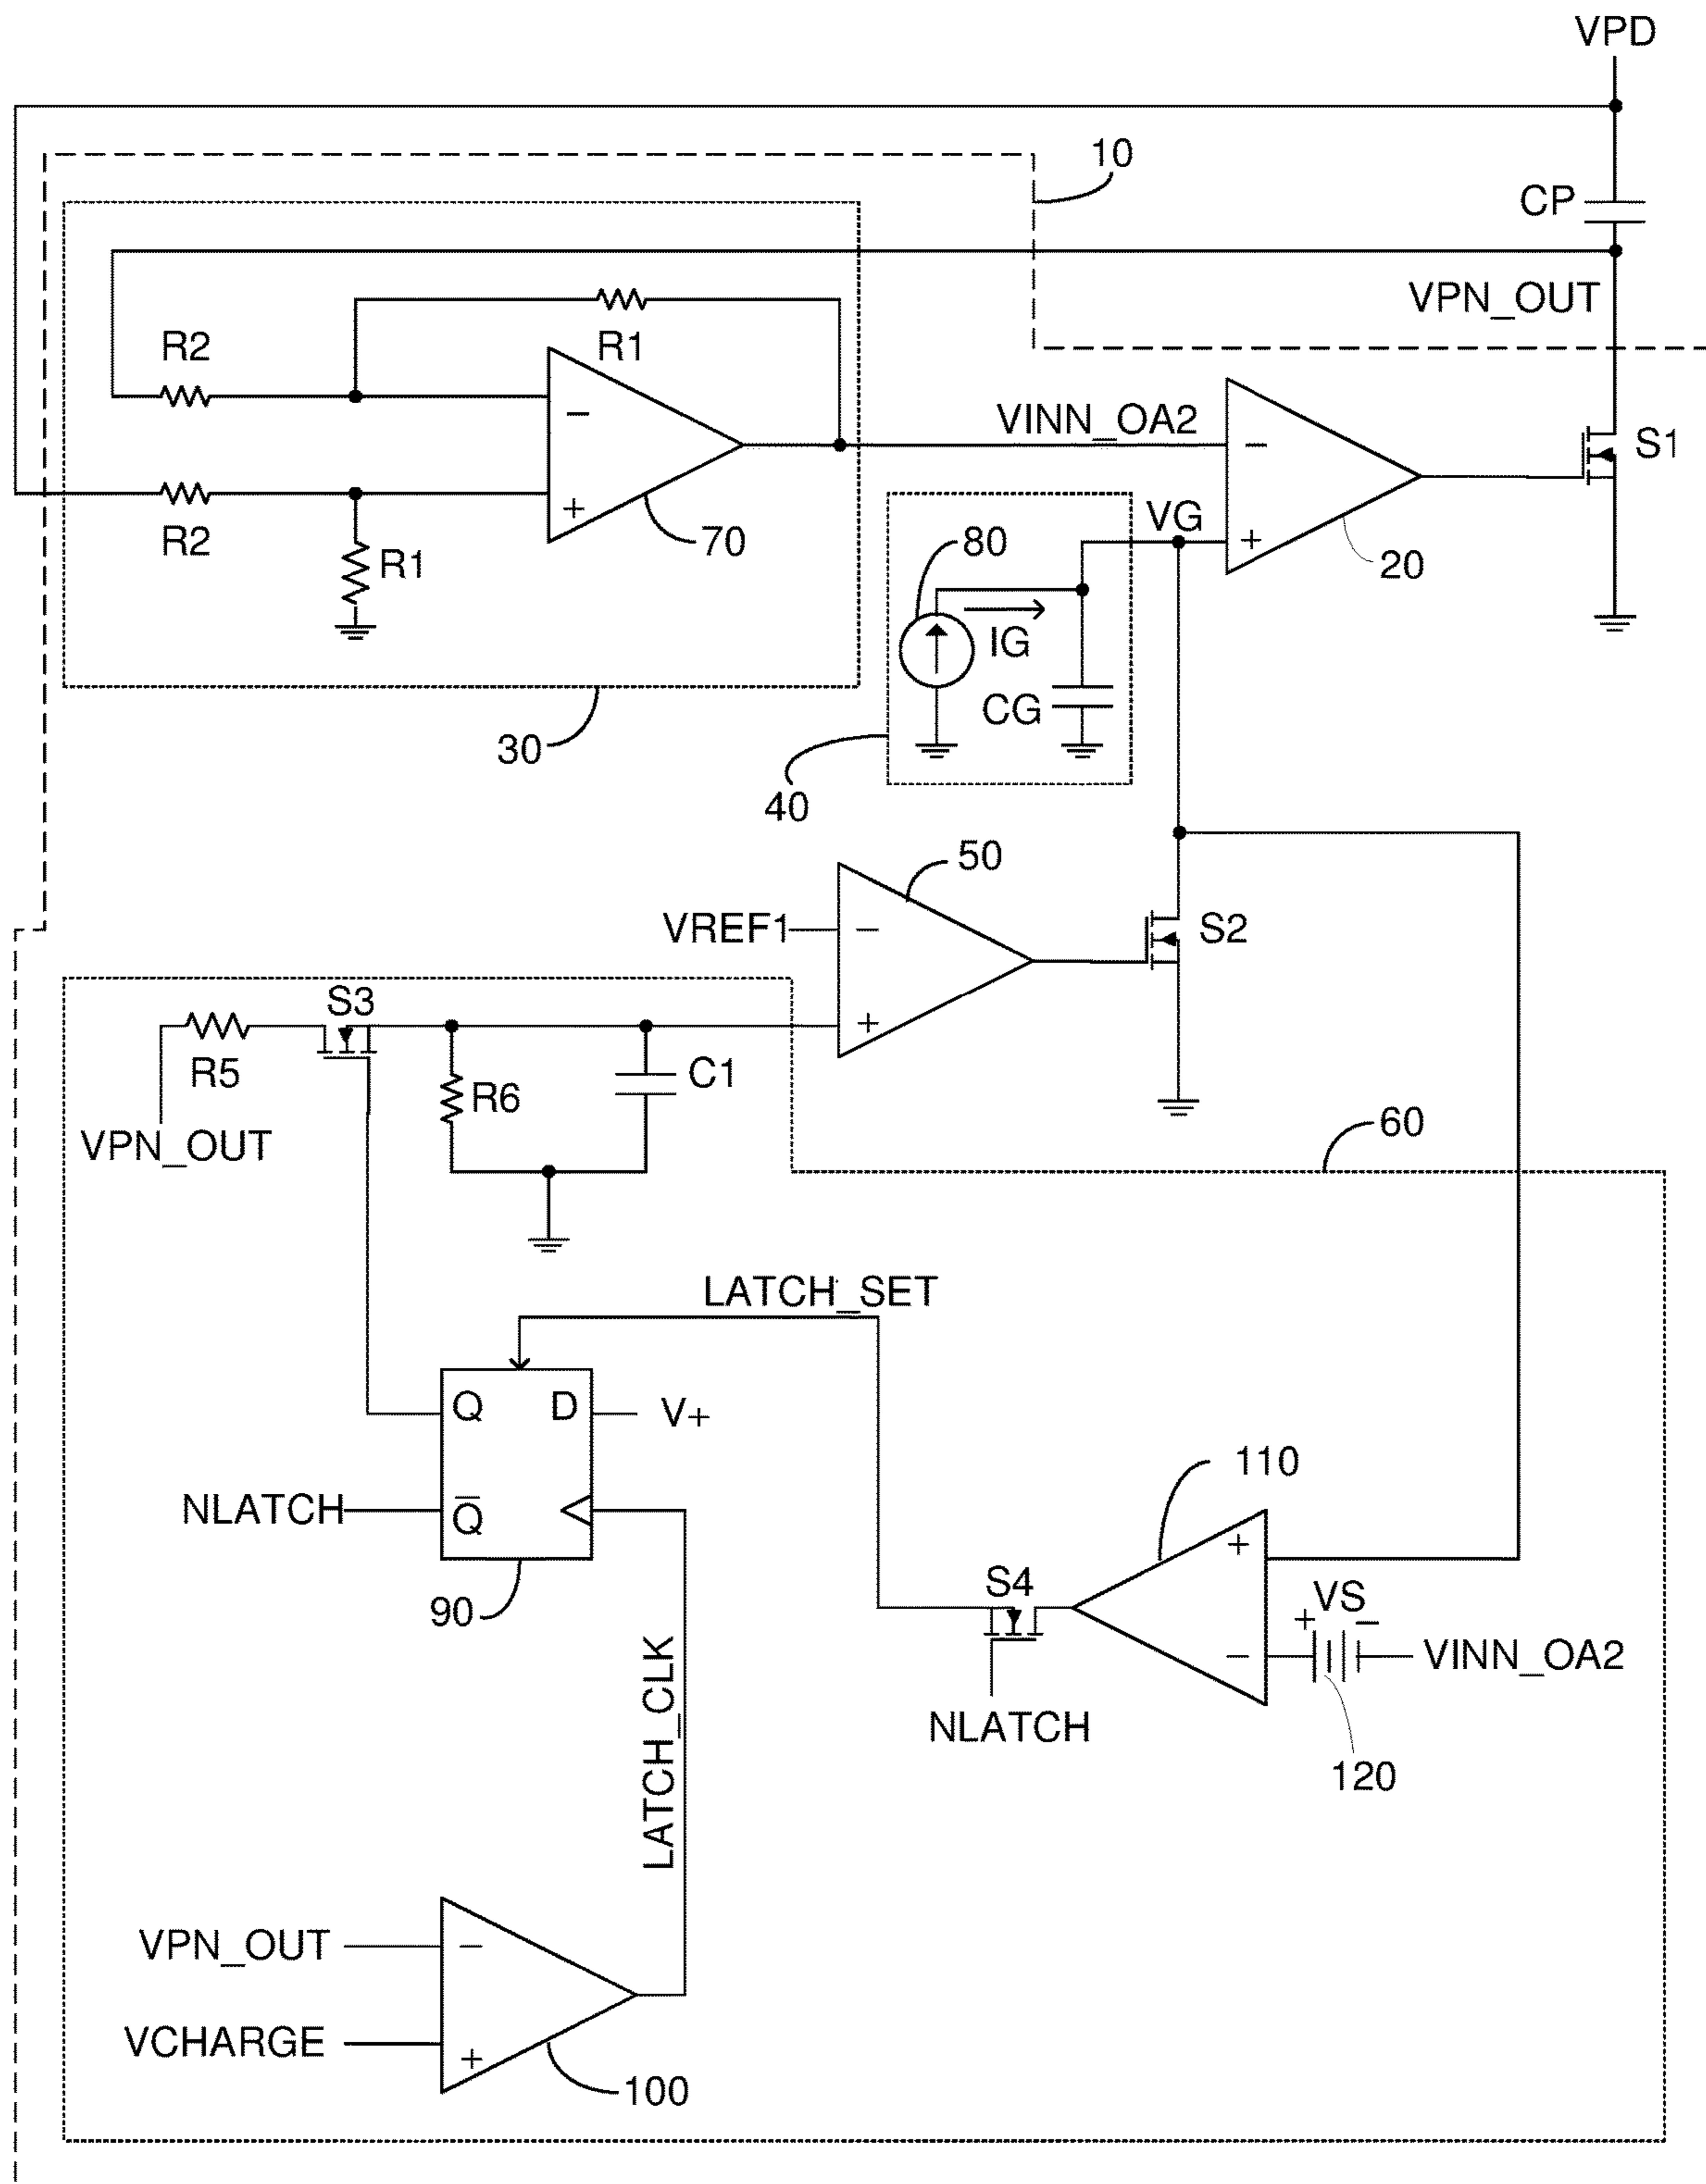 VPD
10
CP
VPN_OUT
R2
R1
VINN_OA2
S1
−
−
+
70
VG
+
20
R2
R1
80
IG
CG
30
40
50
VREF1
−
S2
S3
+
R5
R6
C1
VPN_OUT
60
LATCH_SET
Q
D
V+
NLATCH
Q̅
110
+
90
S4
VS
+
−
−
VINN_OA2
NLATCH
LATCH_CLK
120
VPN_OUT
−
VCHARGE
+
100